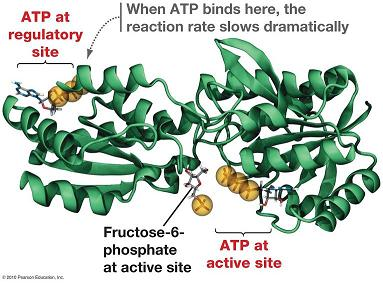 ATP at
regulatory
site
When ATP binds here, the
reaction rate slows dramatically
Fructose-6-
phosphate
at active site
ATP at
active site
© 2010 Pearson Education, Inc.